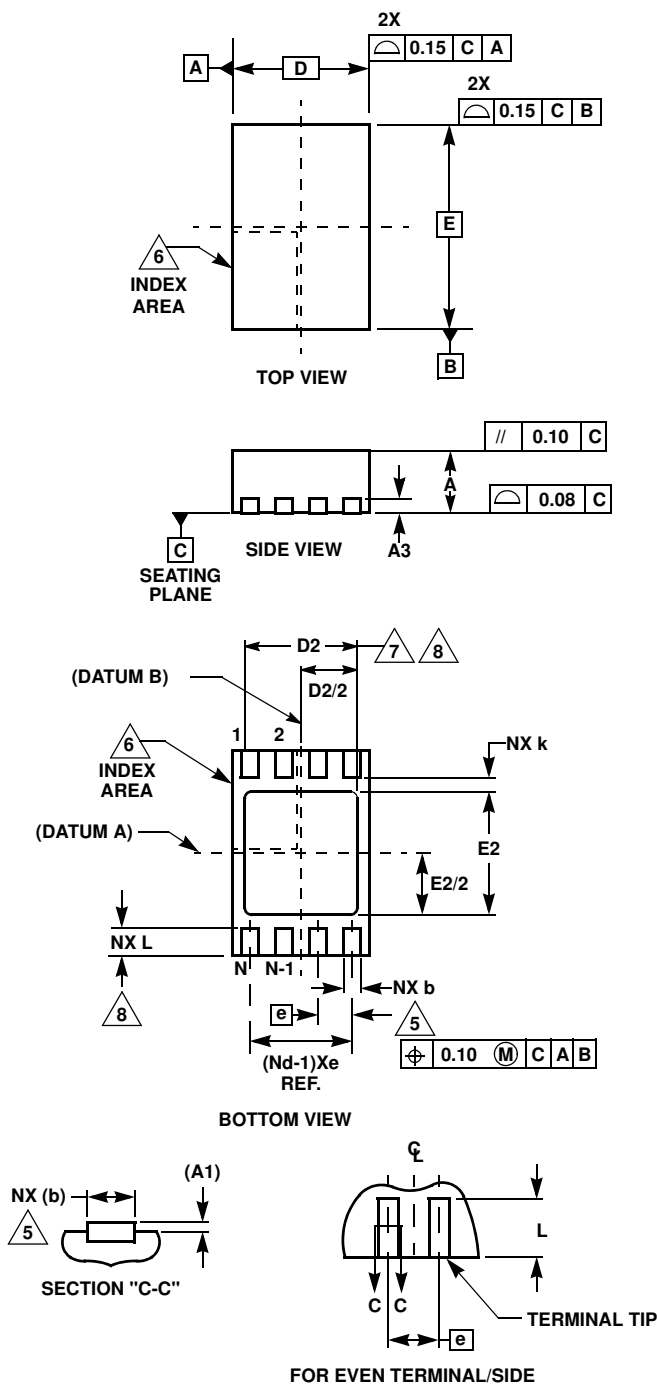 2X
⌓ 0.15 C A
A
D
2X
⌓ 0.15 C B
E
6
INDEX
AREA
B
TOP VIEW
// 0.10 C
A
⌓ 0.08 C
C
SIDE VIEW
A3
SEATING
PLANE
D2
7 8
(DATUM B)
D2/2
1 2
6
INDEX
AREA
NX k
(DATUM A)
E2
E2/2
NX L
N N-1
NX b
8
e
5
(Nd-1)Xe
REF.
⌖ 0.10 Ⓜ C A B
BOTTOM VIEW
(A1)
NX (b)
5
SECTION "C-C"
℄
L
C C
TERMINAL TIP
e
FOR EVEN TERMINAL/SIDE